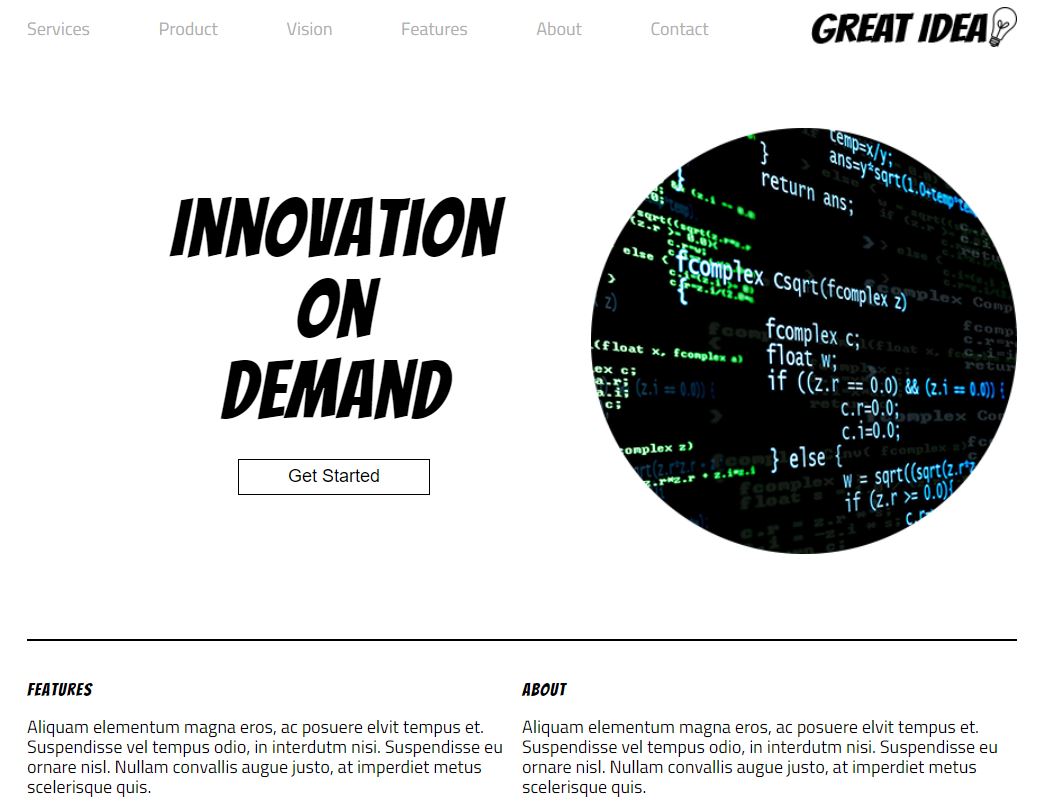 Services Product Vision Features About Contact GREAT IDEA
INNOVATION
ON
DEMAND
Get Started
temp=x/y;
ans=y*sqrt(1.0+temp*temp
}
return ans;
}
else {
fcomplex Csqrt(fcomplex z)
{
fcomplex c;
float w;
if ((z.r == 0.0) && (z.i == 0.0)) {
c.r=0.0;
c.i=0.0;
} else {
w = sqrt((sqrt(z.r*z
if (z.r >= 0.0){
(float x, fcomplex a)
omplex z)
FEATURES
Aliquam elementum magna eros, ac posuere elvit tempus et.
Suspendisse vel tempus odio, in interdutm nisi. Suspendisse eu
ornare nisl. Nullam convallis augue justo, at imperdiet metus
scelerisque quis.
ABOUT
Aliquam elementum magna eros, ac posuere elvit tempus et.
Suspendisse vel tempus odio, in interdutm nisi. Suspendisse eu
ornare nisl. Nullam convallis augue justo, at imperdiet metus
scelerisque quis.